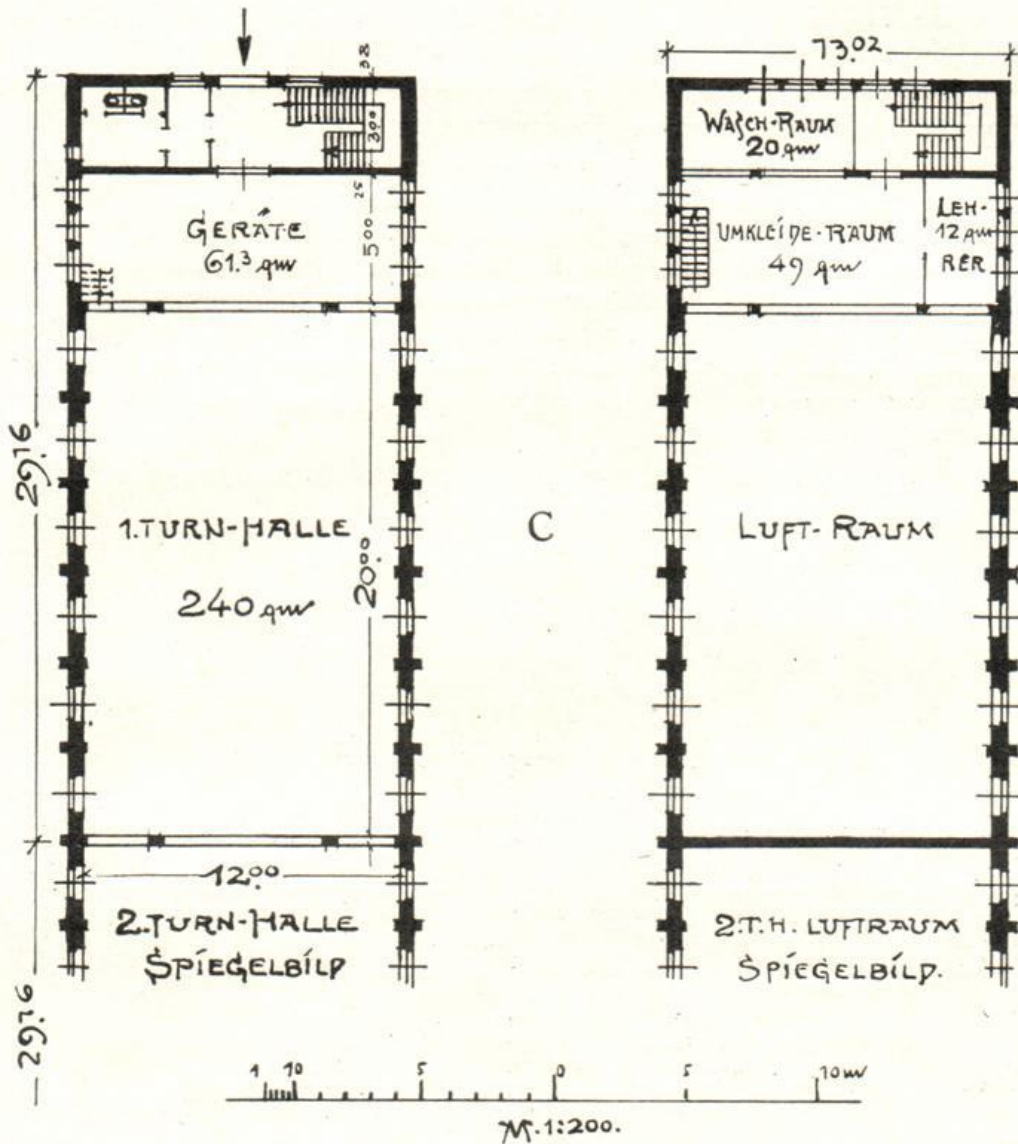 38
3.00
25
GERÄTE
61.3 qm
5.00
29.16
1.TURN-HALLE
240 qm
20.00
12.00
2.TURN-HALLE
SPIEGELBILD
29.16
C
13.02
WASCH-RAUM
20 qm
UMKLEIDE-RAUM
49 qm
LEH-
12 qm
RER
LUFT-RAUM
2.T.H. LUFTRAUM
SPIEGELBILD.
1 10 5 0 5 10 m
M.1:200.